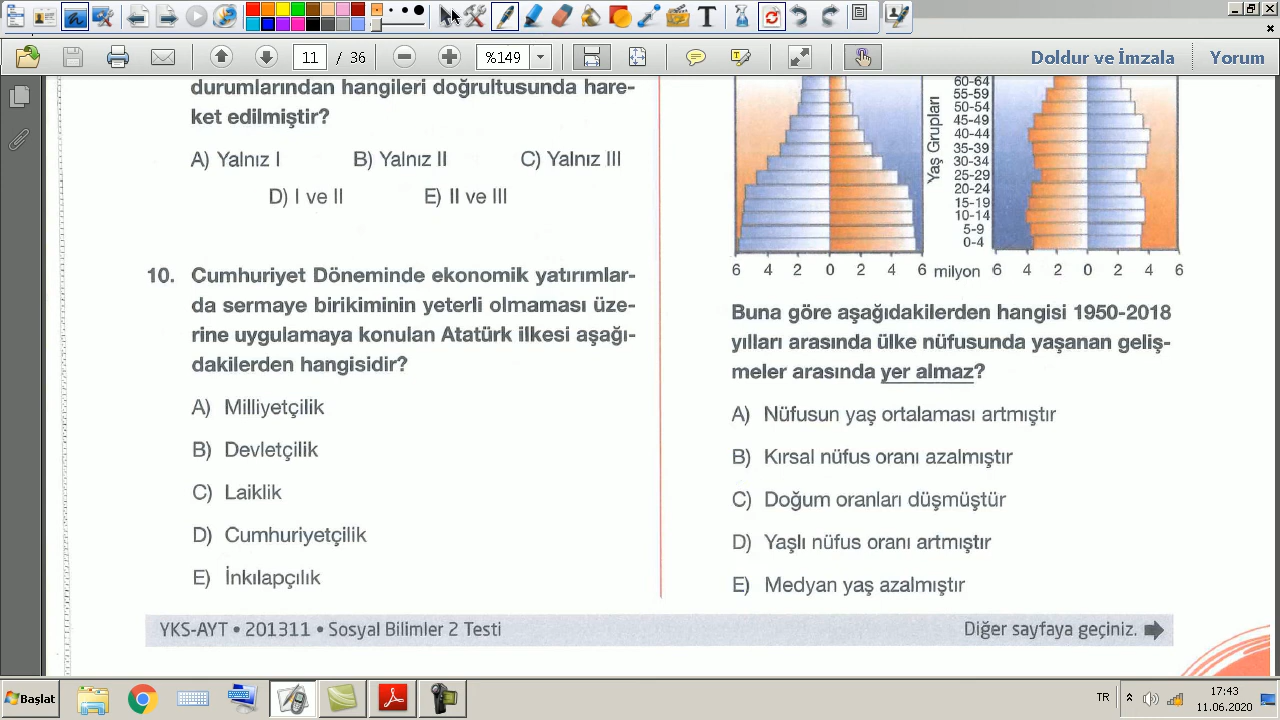 11 / 36
%149
Doldur ve İmzala
Yorum
durumlarından hangileri doğrultusunda hare-
ket edilmiştir?
A) Yalnız I B) Yalnız II C) Yalnız III
D) I ve II E) II ve III
10. Cumhuriyet Döneminde ekonomik yatırımlar-
da sermaye birikiminin yeterli olmaması üze-
rine uygulamaya konulan Atatürk ilkesi aşağı-
dakilerden hangisidir?
A) Milliyetçilik
B) Devletçilik
C) Laiklik
D) Cumhuriyetçilik
E) İnkılapçılık
Yaş Grupları
60-64
55-59
50-54
45-49
40-44
35-39
30-34
25-29
20-24
15-19
10-14
5-9
0-4
6 4 2 0 2 4 6 milyon 6 4 2 0 2 4 6
Buna göre aşağıdakilerden hangisi 1950-2018
yılları arasında ülke nüfusunda yaşanan geliş-
meler arasında yer almaz?
A) Nüfusun yaş ortalaması artmıştır
B) Kırsal nüfus oranı azalmıştır
C) Doğum oranları düşmüştür
D) Yaşlı nüfus oranı artmıştır
E) Medyan yaş azalmıştır
YKS-AYT • 201311 • Sosyal Bilimler 2 Testi
Diğer sayfaya geçiniz.
Başlat
TR
17:43
11.06.2020